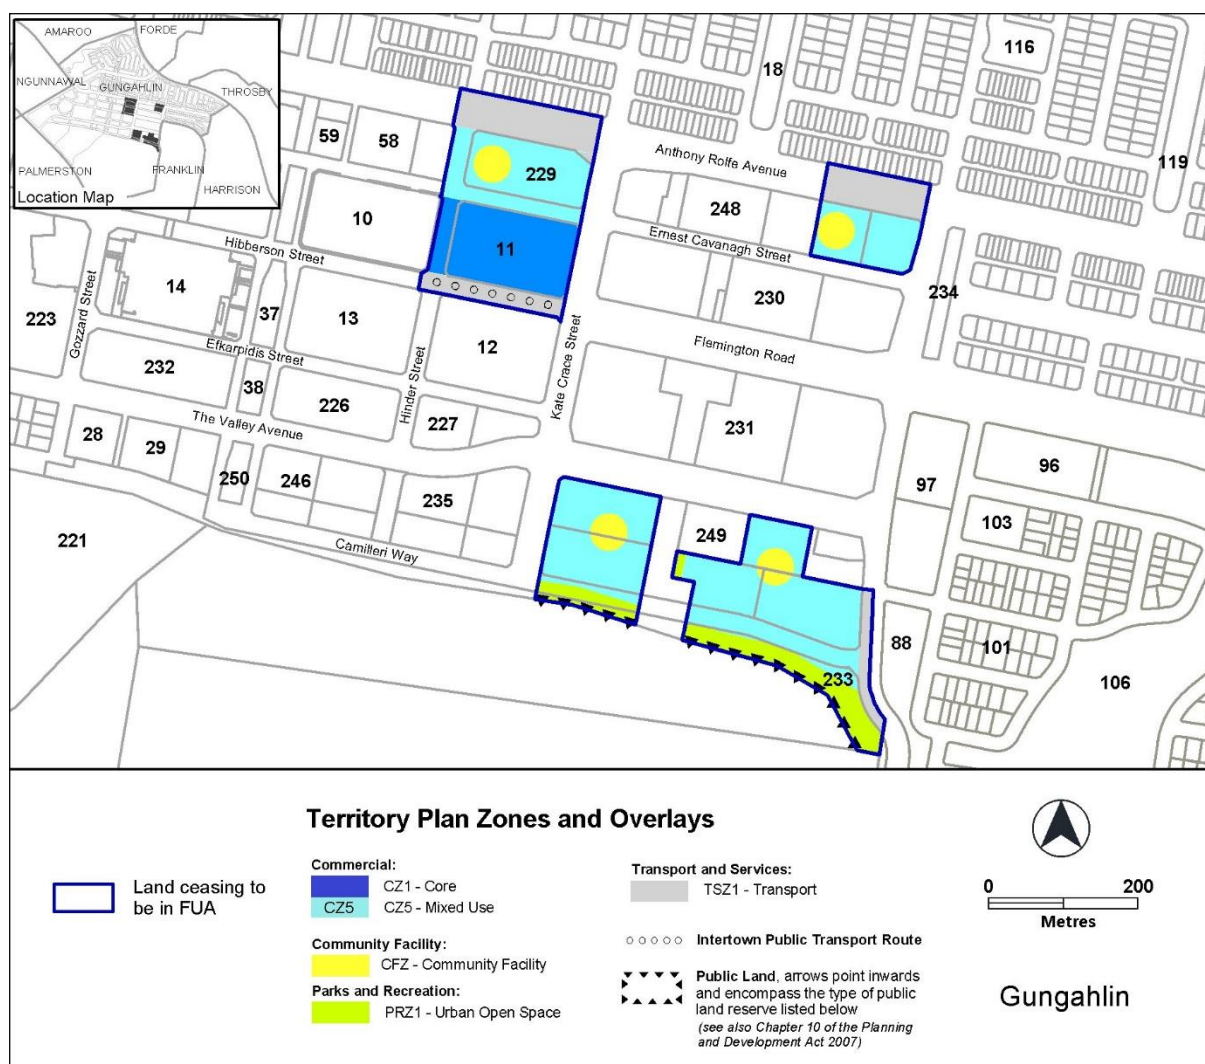 AMAROO
FORDE
NGUNNAWAL
GUNGAHLIN
THROSBY
PALMERSTON
FRANKLIN
HARRISON
Location Map
116
18
119
59
58
Anthony Rolfe Avenue
229
10
248
Hibberson Street
11
Ernest Cavanagh Street
14
37
13
230
234
223
Gozzard Street
Efkarpidis Street
12
Flemington Road
232
38
226
Hinder Street
Kate Crace Street
The Valley Avenue
227
231
28
29
250
246
235
96
97
103
221
Camilleri Way
249
88
101
106
233
Territory Plan Zones and Overlays
Land ceasing to
be in FUA
Commercial:
CZ1 - Core
CZ5
CZ5 - Mixed Use
Community Facility:
CFZ - Community Facility
Parks and Recreation:
PRZ1 - Urban Open Space
Transport and Services:
TSZ1 - Transport
Intertown Public Transport Route
Public Land, arrows point inwards
and encompass the type of public
land reserve listed below
(see also Chapter 10 of the Planning
and Development Act 2007)
0 200
Metres
Gungahlin